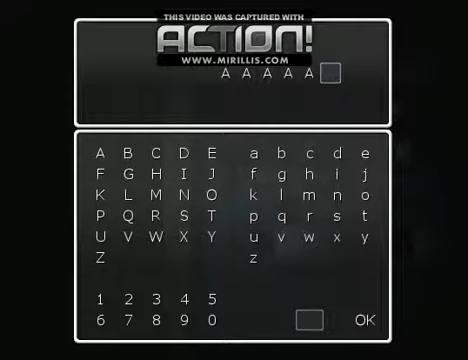 THIS VIDEO WAS CAPTURED WITH
ACTION!
WWW.MIRILLIS.COM
A A A A A
A B C D E a b c d e
F G H I J f g h i j
K L M N O k l m n o
P Q R S T p q r s t
U V W X Y u v w x y
Z z
1 2 3 4 5
6 7 8 9 0 OK